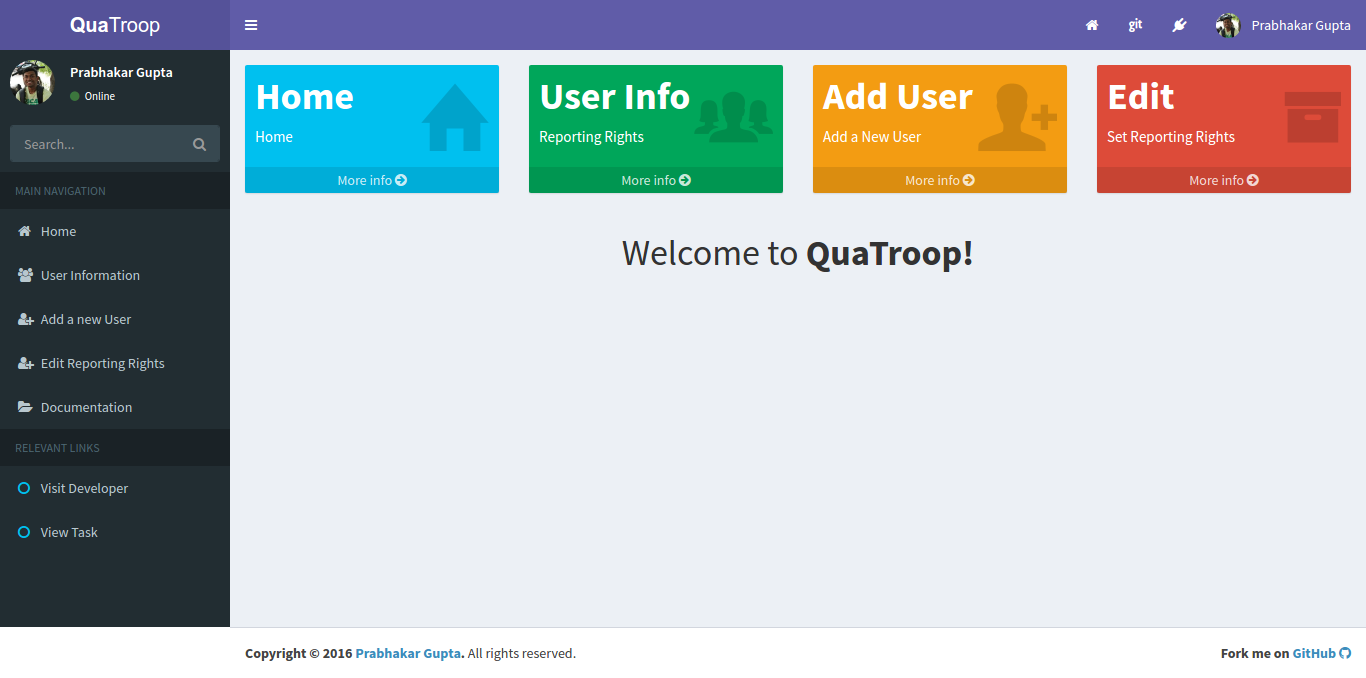 QuaTroop
git
Prabhakar Gupta
Prabhakar Gupta
Online
Search...
MAIN NAVIGATION
Home
User Information
Add a new User
Edit Reporting Rights
Documentation
RELEVANT LINKS
Visit Developer
View Task
Home
Home
More info
User Info
Reporting Rights
More info
Add User
Add a New User
More info
Edit
Set Reporting Rights
More info
Welcome to QuaTroop!
Copyright © 2016 Prabhakar Gupta. All rights reserved.
Fork me on GitHub